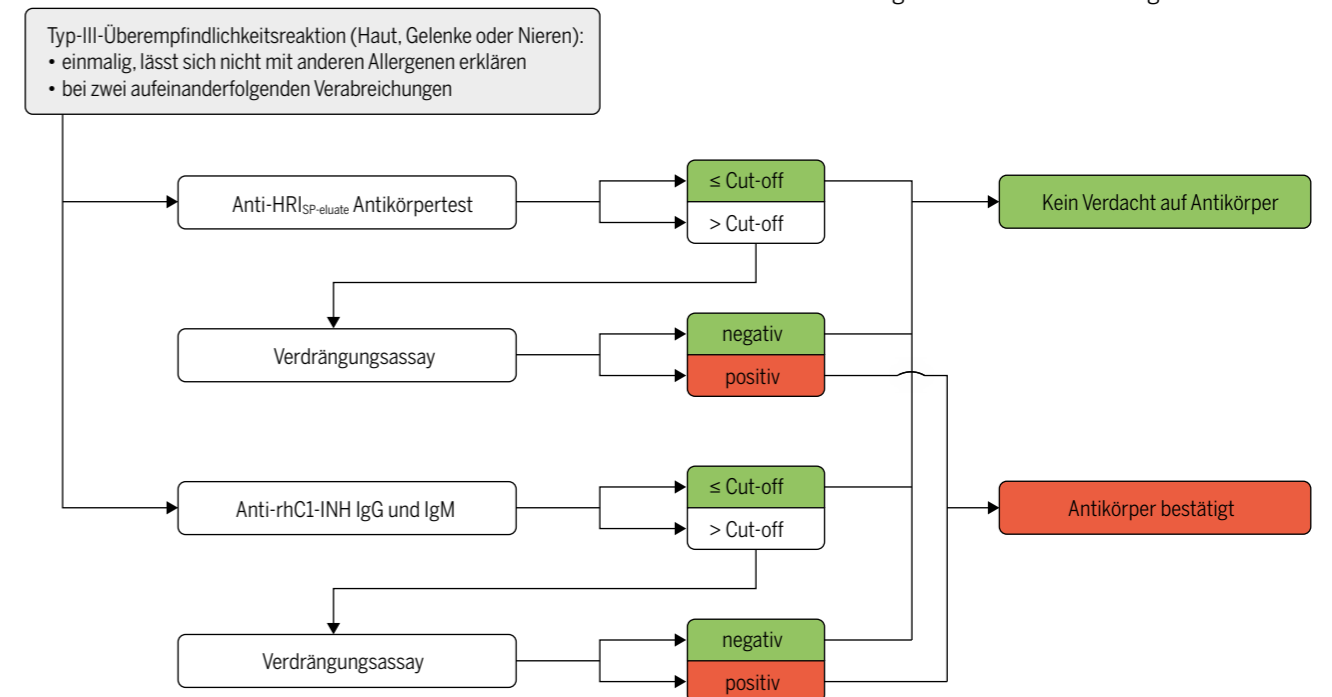 Typ-III-Überempfindlichkeitsreaktion (Haut, Gelenke oder Nieren):
• einmalig, lässt sich nicht mit anderen Allergenen erklären
• bei zwei aufeinanderfolgenden Verabreichungen
Anti-HRISP-eluate Antikörpertest
≤ Cut-off
> Cut-off
Kein Verdacht auf Antikörper
Verdrängungsassay
negativ
positiv
Anti-rhC1-INH IgG und IgM
≤ Cut-off
> Cut-off
Antikörper bestätigt
Verdrängungsassay
negativ
positiv